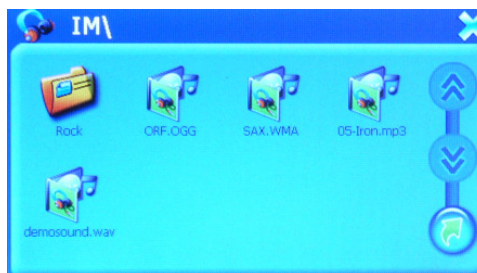 IM\
Rock
ORF.OGG
SAX.WMA
05-Iron.mp3
demosound.wav